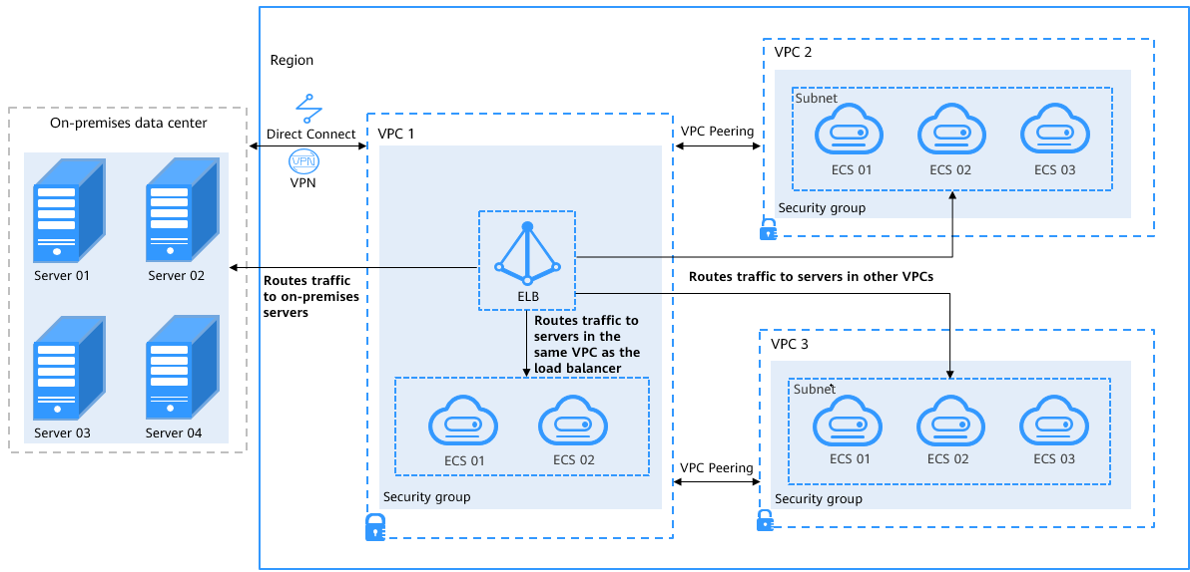 Region
On-premises data center
Server 01
Server 02
Server 03
Server 04
Direct Connect
VPN
VPN
Routes traffic
to on-premises
servers
VPC 1
ELB
Routes traffic to
servers in the
same VPC as the
load balancer
ECS 01
ECS 02
Security group
VPC Peering
VPC 2
Subnet
ECS 01
ECS 02
ECS 03
Security group
Routes traffic to servers in other VPCs
VPC Peering
VPC 3
Subnet
ECS 01
ECS 02
ECS 03
Security group